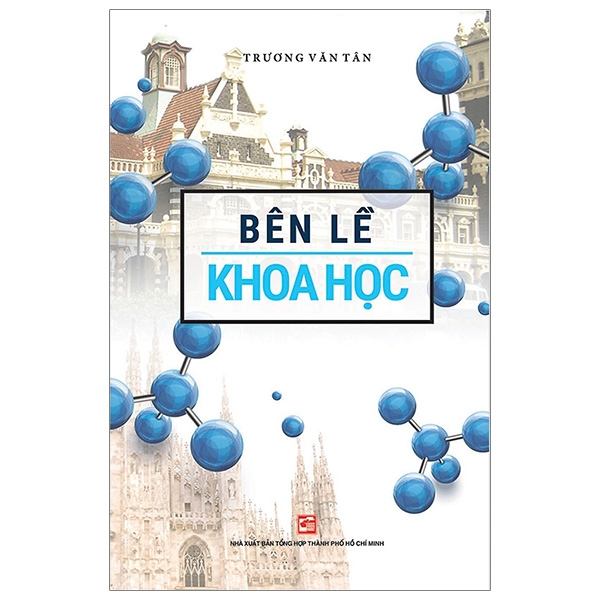 TRƯƠNG VĂN TÂN
BÊN LỀ
KHOA HỌC
NHÀ XUẤT BẢN TỔNG HỢP THÀNH PHỐ HỒ CHÍ MINH